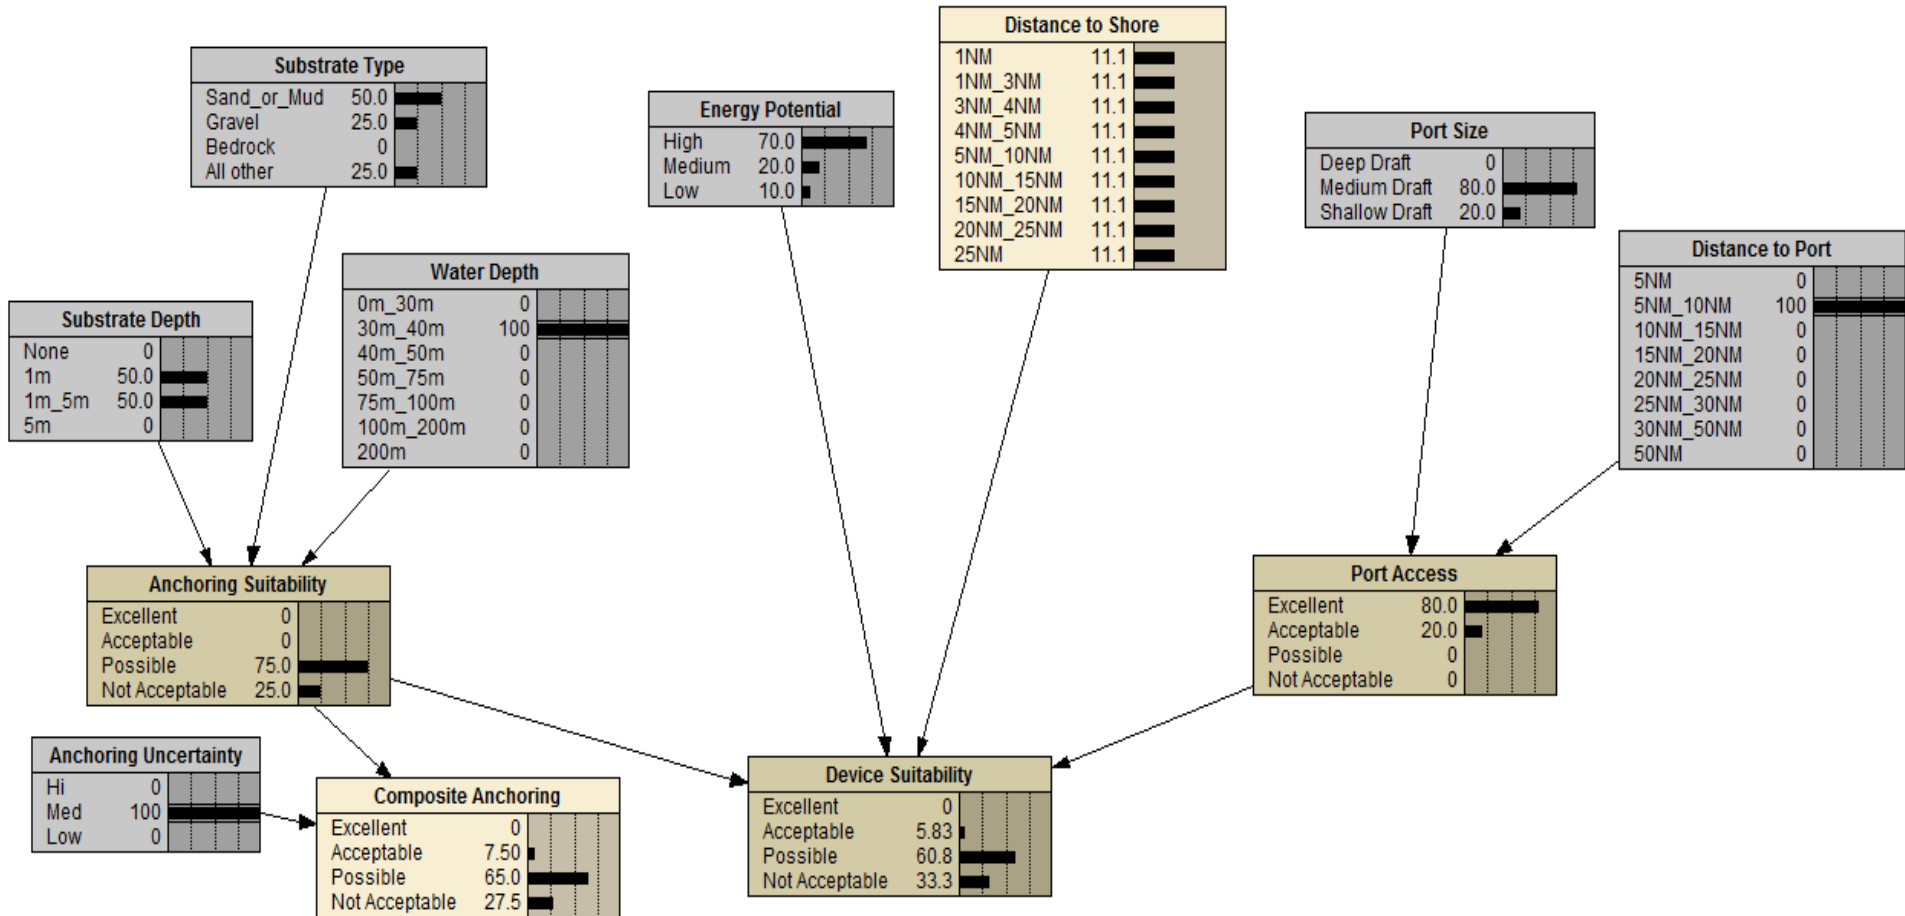 Distance to Shore
1NM 11.1
1NM_3NM 11.1
3NM_4NM 11.1
4NM_5NM 11.1
5NM_10NM 11.1
10NM_15NM 11.1
15NM_20NM 11.1
20NM_25NM 11.1
25NM 11.1
Substrate Type
Sand_or_Mud 50.0
Gravel 25.0
Bedrock 0
All other 25.0
Energy Potential
High 70.0
Medium 20.0
Low 10.0
Port Size
Deep Draft 0
Medium Draft 80.0
Shallow Draft 20.0
Distance to Port
5NM 0
5NM_10NM 100
10NM_15NM 0
15NM_20NM 0
20NM_25NM 0
25NM_30NM 0
30NM_50NM 0
50NM 0
Water Depth
0m_30m 0
30m_40m 100
40m_50m 0
50m_75m 0
75m_100m 0
100m_200m 0
200m 0
Substrate Depth
None 0
1m 50.0
1m_5m 50.0
5m 0
Anchoring Suitability
Excellent 0
Acceptable 0
Possible 75.0
Not Acceptable 25.0
Port Access
Excellent 80.0
Acceptable 20.0
Possible 0
Not Acceptable 0
Anchoring Uncertainty
Hi 0
Med 100
Low 0
Composite Anchoring
Excellent 0
Acceptable 7.50
Possible 65.0
Not Acceptable 27.5
Device Suitability
Excellent 0
Acceptable 5.83
Possible 60.8
Not Acceptable 33.3